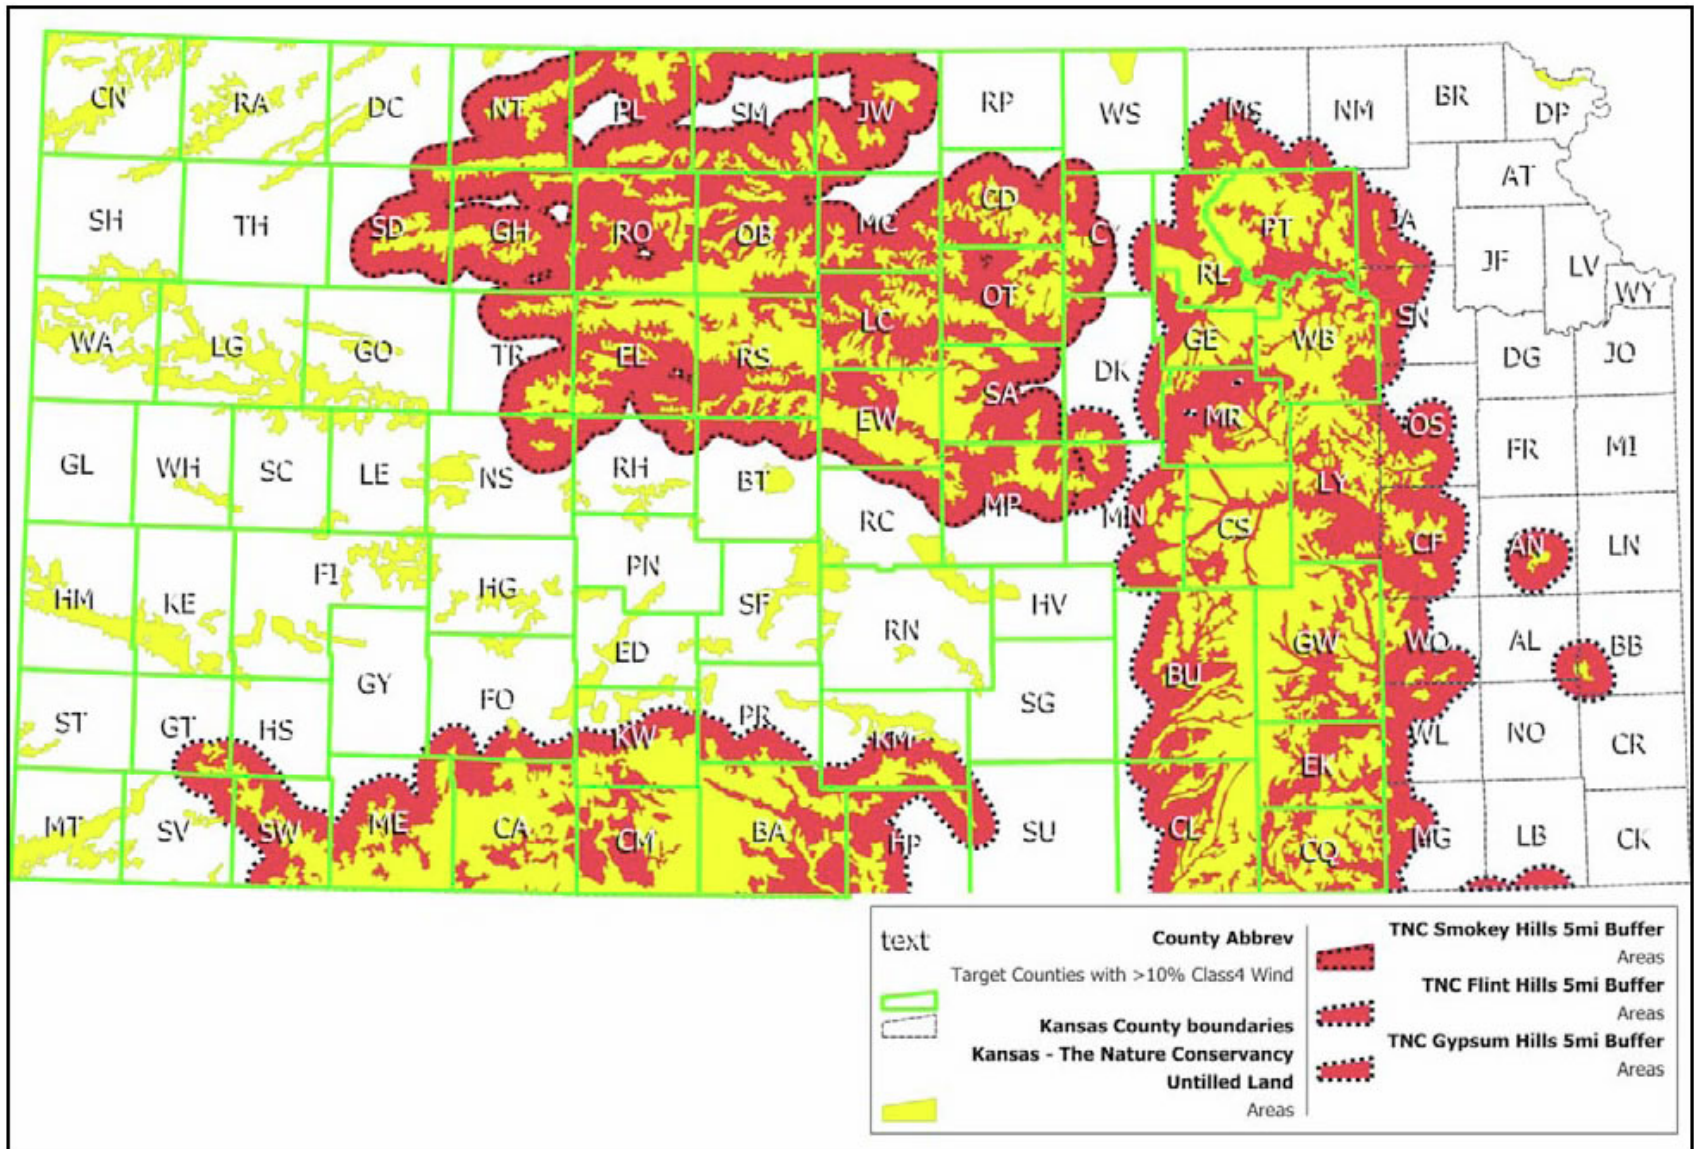 CN RA DC NT PL SM JW RP WS MS NM BR DP
SH TH SD GH RO OB MC CD CY RL PT JA AT
JF LV WY
WA LG GO TR EL RS LC OT SA DK GE WB SN DG JO
GL WH SC LE NS RH BT EW RC MP MN MR CS LY OS FR MI
HM KE FI HG PN SF RN HV CF AN LN
ED SG BU GW WO AL BB
ST GT HS GY FO KW PR KM EK WL NO CR
MT SV SW ME CA CM BA HP SU CL CQ MG LB CK
text
County Abbrev
Target Counties with >10% Class4 Wind
Kansas County boundaries
Kansas - The Nature Conservancy
Untilled Land
Areas
TNC Smokey Hills 5mi Buffer
Areas
TNC Flint Hills 5mi Buffer
Areas
TNC Gypsum Hills 5mi Buffer
Areas